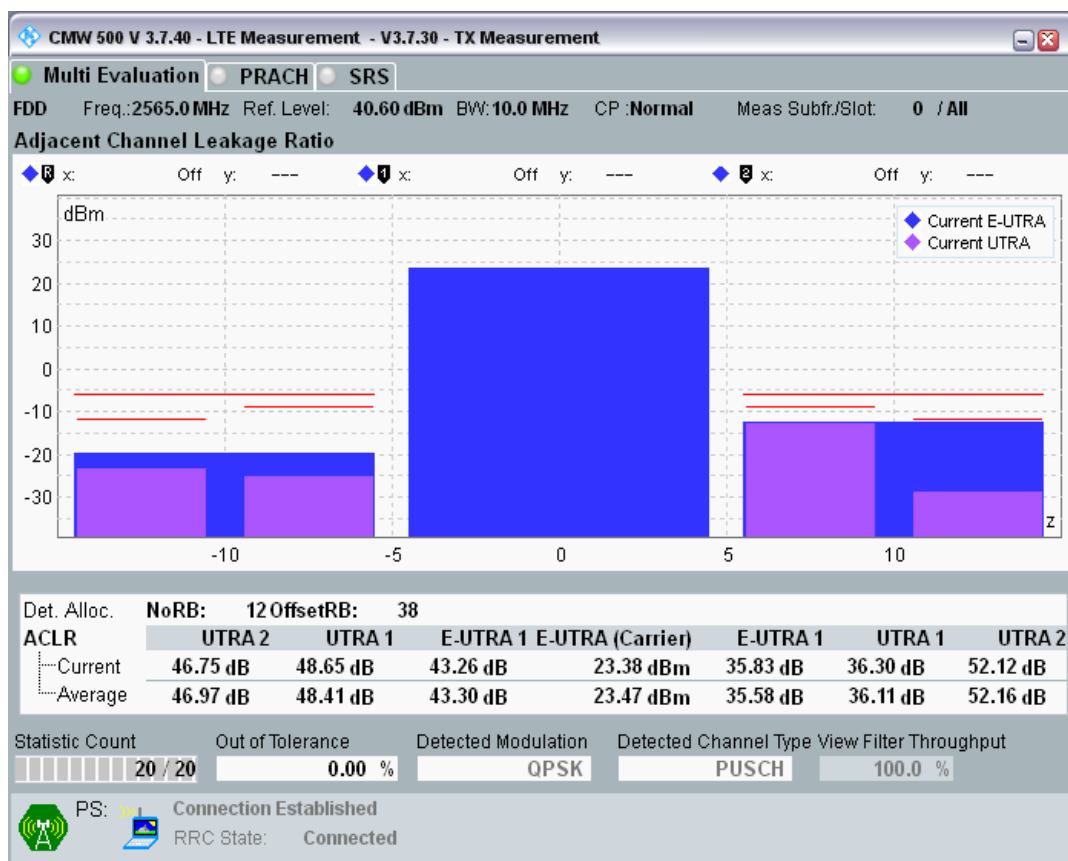 CMW 500 V 3.7.40 - LTE Measurement - V3.7.30 - TX Measurement
Multi Evaluation PRACH SRS
FDD Freq.:2565.0 MHz Ref. Level: 40.60 dBm BW:10.0 MHz CP :Normal Meas Subfr./Slot: 0 / All
Adjacent Channel Leakage Ratio
R x: Off y: --- 1 x: Off y: --- 2 x: Off y: ---
dBm
Current E-UTRA
Current UTRA
30
20
10
0
-10
-20
-30
z
-10 -5 0 5 10
Det. Alloc. NoRB: 12 OffsetRB: 38
ACLR UTRA 2 UTRA 1 E-UTRA 1 E-UTRA (Carrier) E-UTRA 1 UTRA 1 UTRA 2
Current 46.75 dB 48.65 dB 43.26 dB 23.38 dBm 35.83 dB 36.30 dB 52.12 dB
Average 46.97 dB 48.41 dB 43.30 dB 23.47 dBm 35.58 dB 36.11 dB 52.16 dB
Statistic Count Out of Tolerance Detected Modulation Detected Channel Type View Filter Throughput
20 / 20 0.00 % QPSK PUSCH 100.0 %
PS: Connection Established
RRC State: Connected